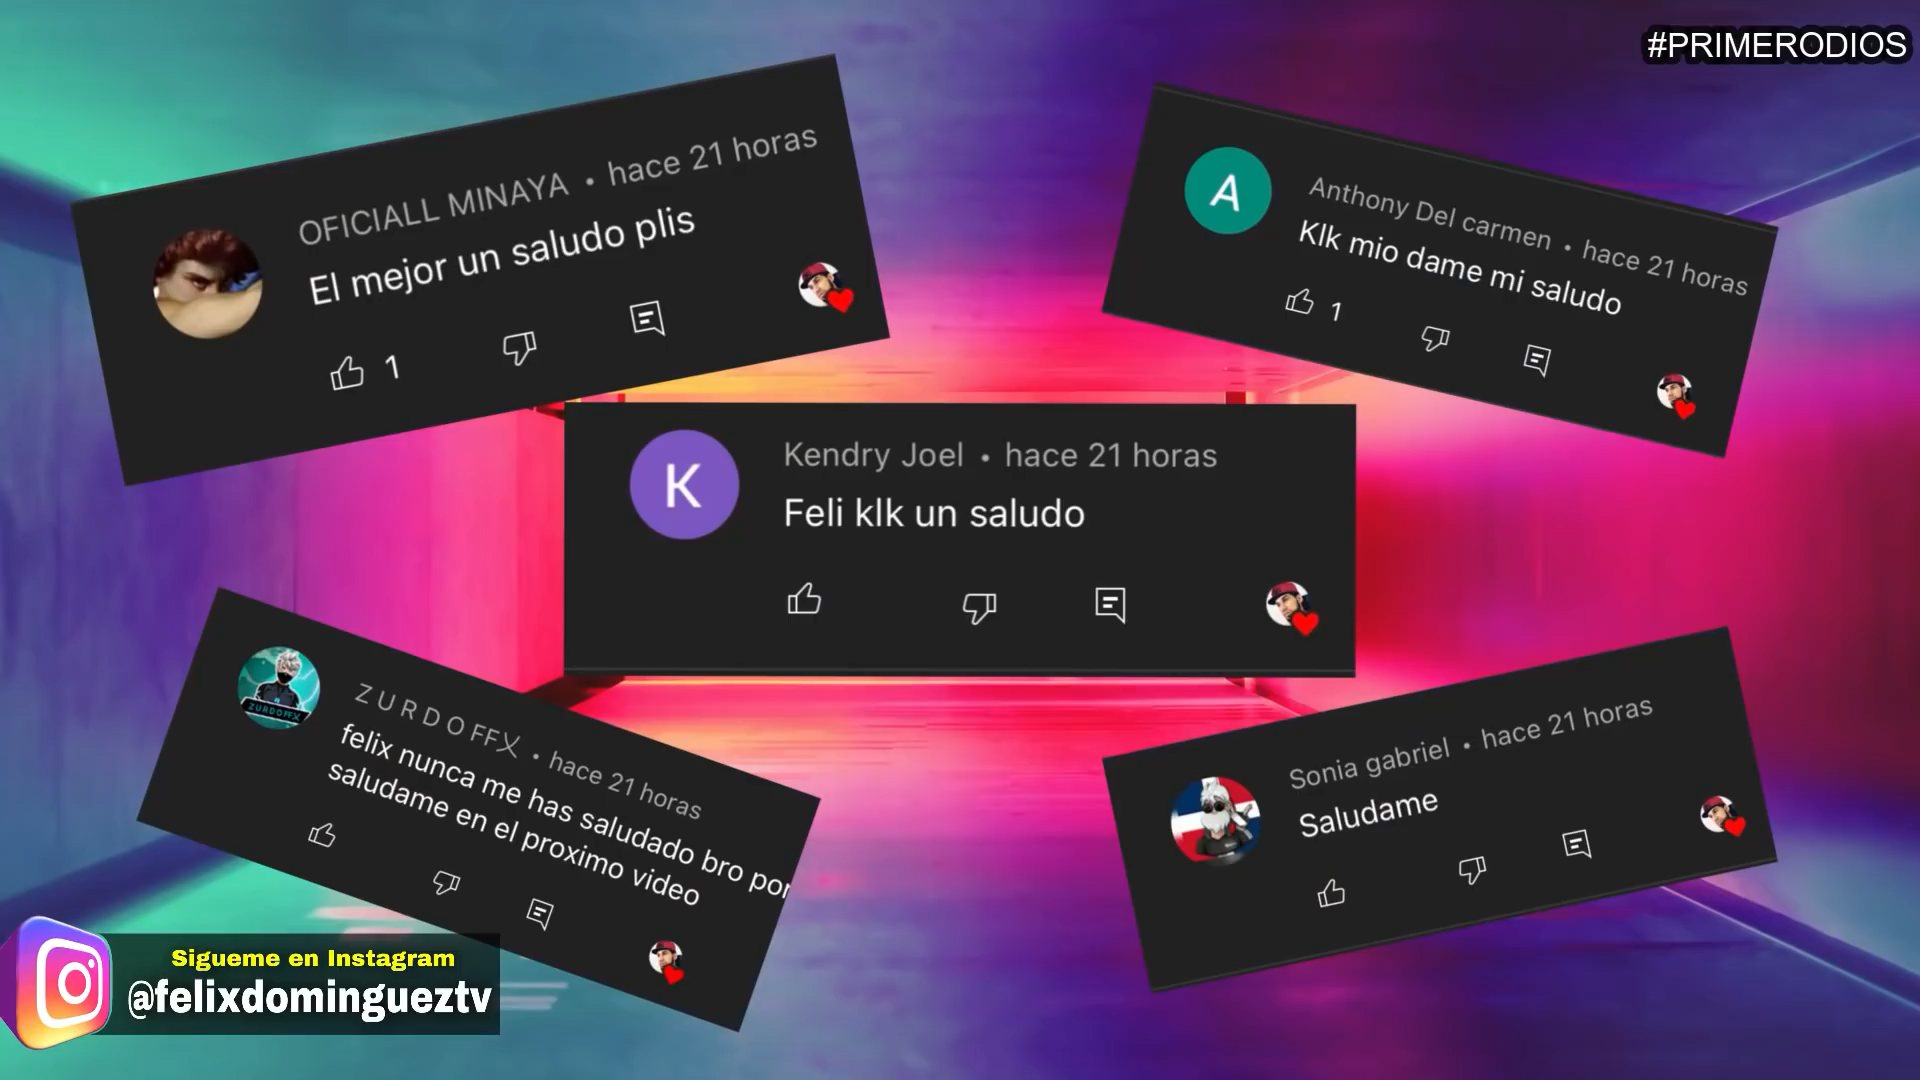 #PRIMERODIOS
OFICIALL MINAYA • hace 21 horas
El mejor un saludo plis
1
A
Anthony Del carmen • hace 21 horas
Klk mio dame mi saludo
1
K
Kendry Joel • hace 21 horas
Feli klk un saludo
ZURDOFFX
Z U R D O FF乂 • hace 21 horas
felix nunca me has saludado bro por
saludame en el proximo video
Sonia gabriel • hace 21 horas
Saludame
Sigueme en Instagram
@felixdomingueztv